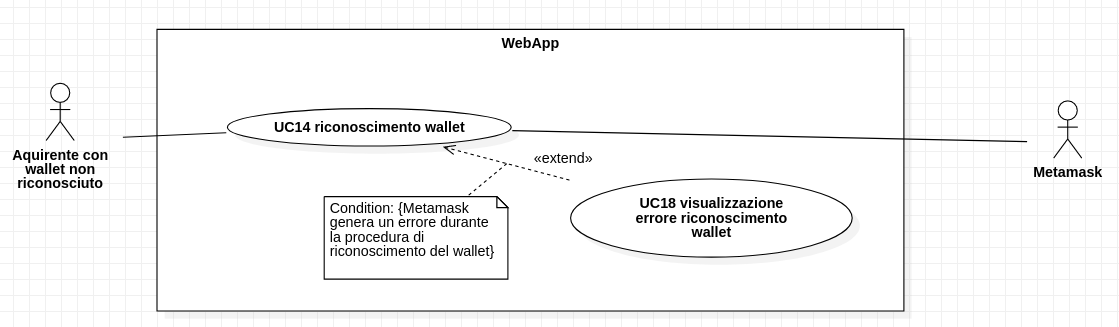 WebApp
UC14 riconoscimento wallet
Aquirente con
wallet non
riconosciuto
«extend»
Metamask
UC18 visualizzazione
errore riconoscimento
wallet
Condition: {Metamask
genera un errore durante
la procedura di
riconoscimento del wallet}